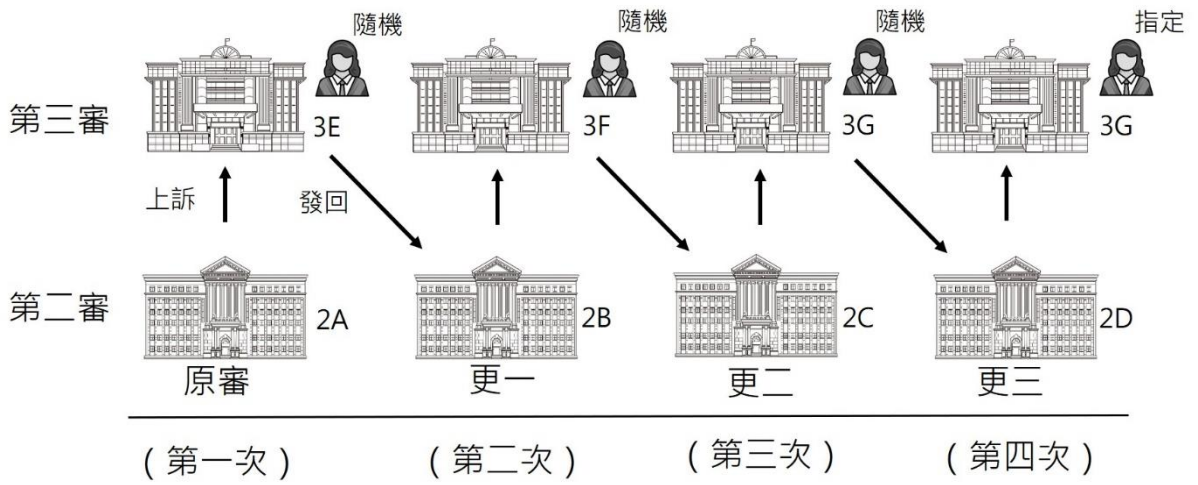 隨機
隨機
隨機
指定
第三審
3E
3F
3G
3G
上訴
發回
第二審
2A
2B
2C
2D
原審
更一
更二
更三
(第一次)
(第二次)
(第三次)
(第四次)